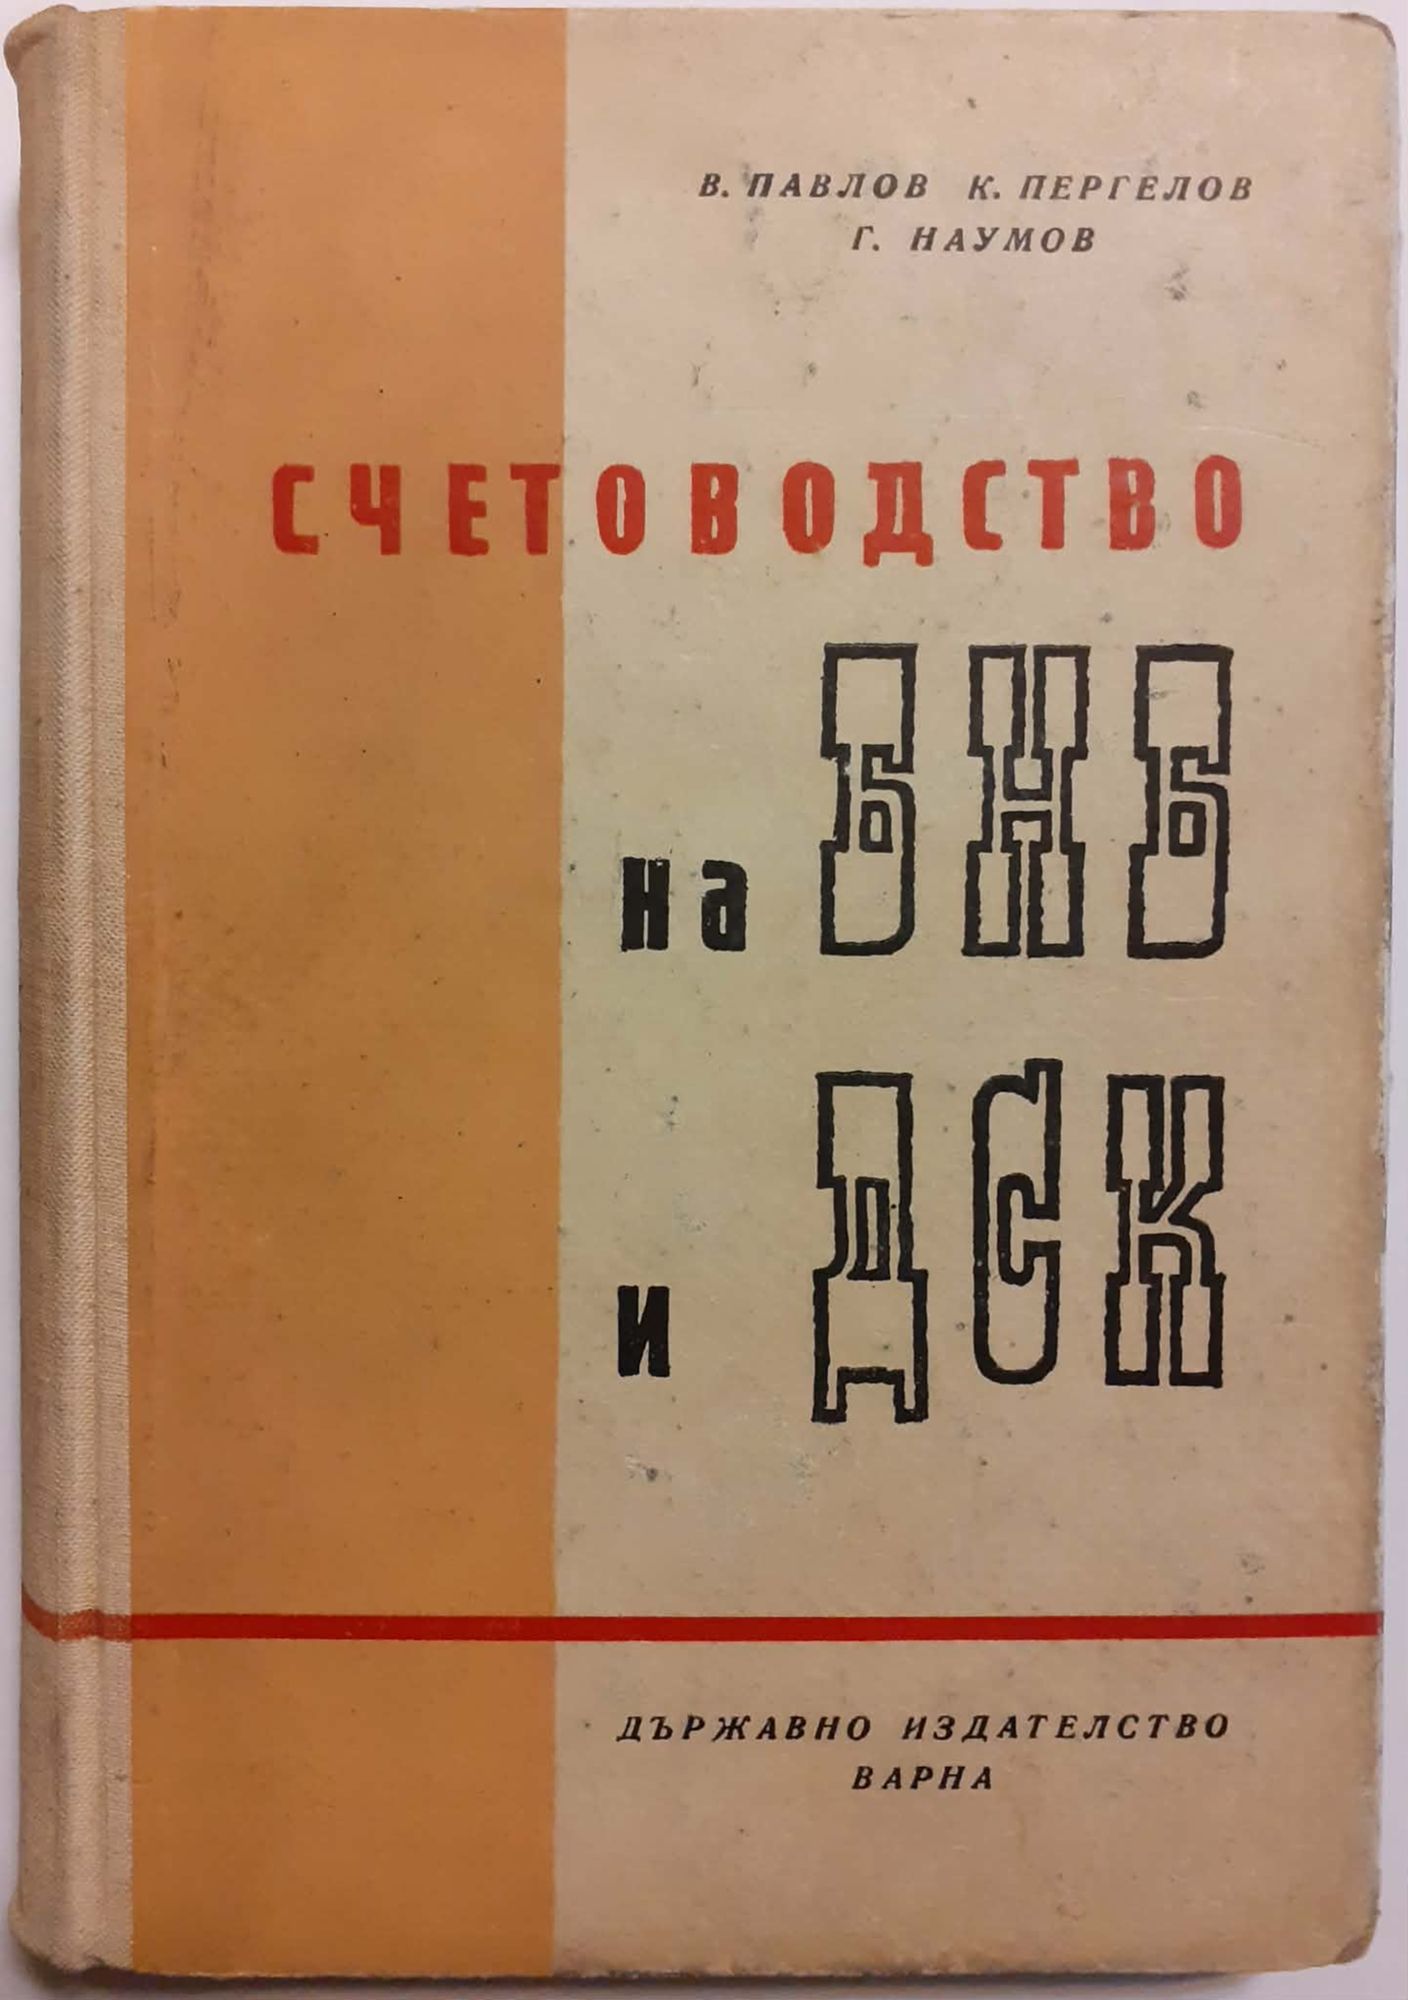 В. ПАВЛОВ К. ПЕРГЕЛОВ
Г. НАУМОВ
СЧЕТОВОДСТВО
на БНБ
и ДСК
ДЪРЖАВНО ИЗДАТЕЛСТВО
ВАРНА